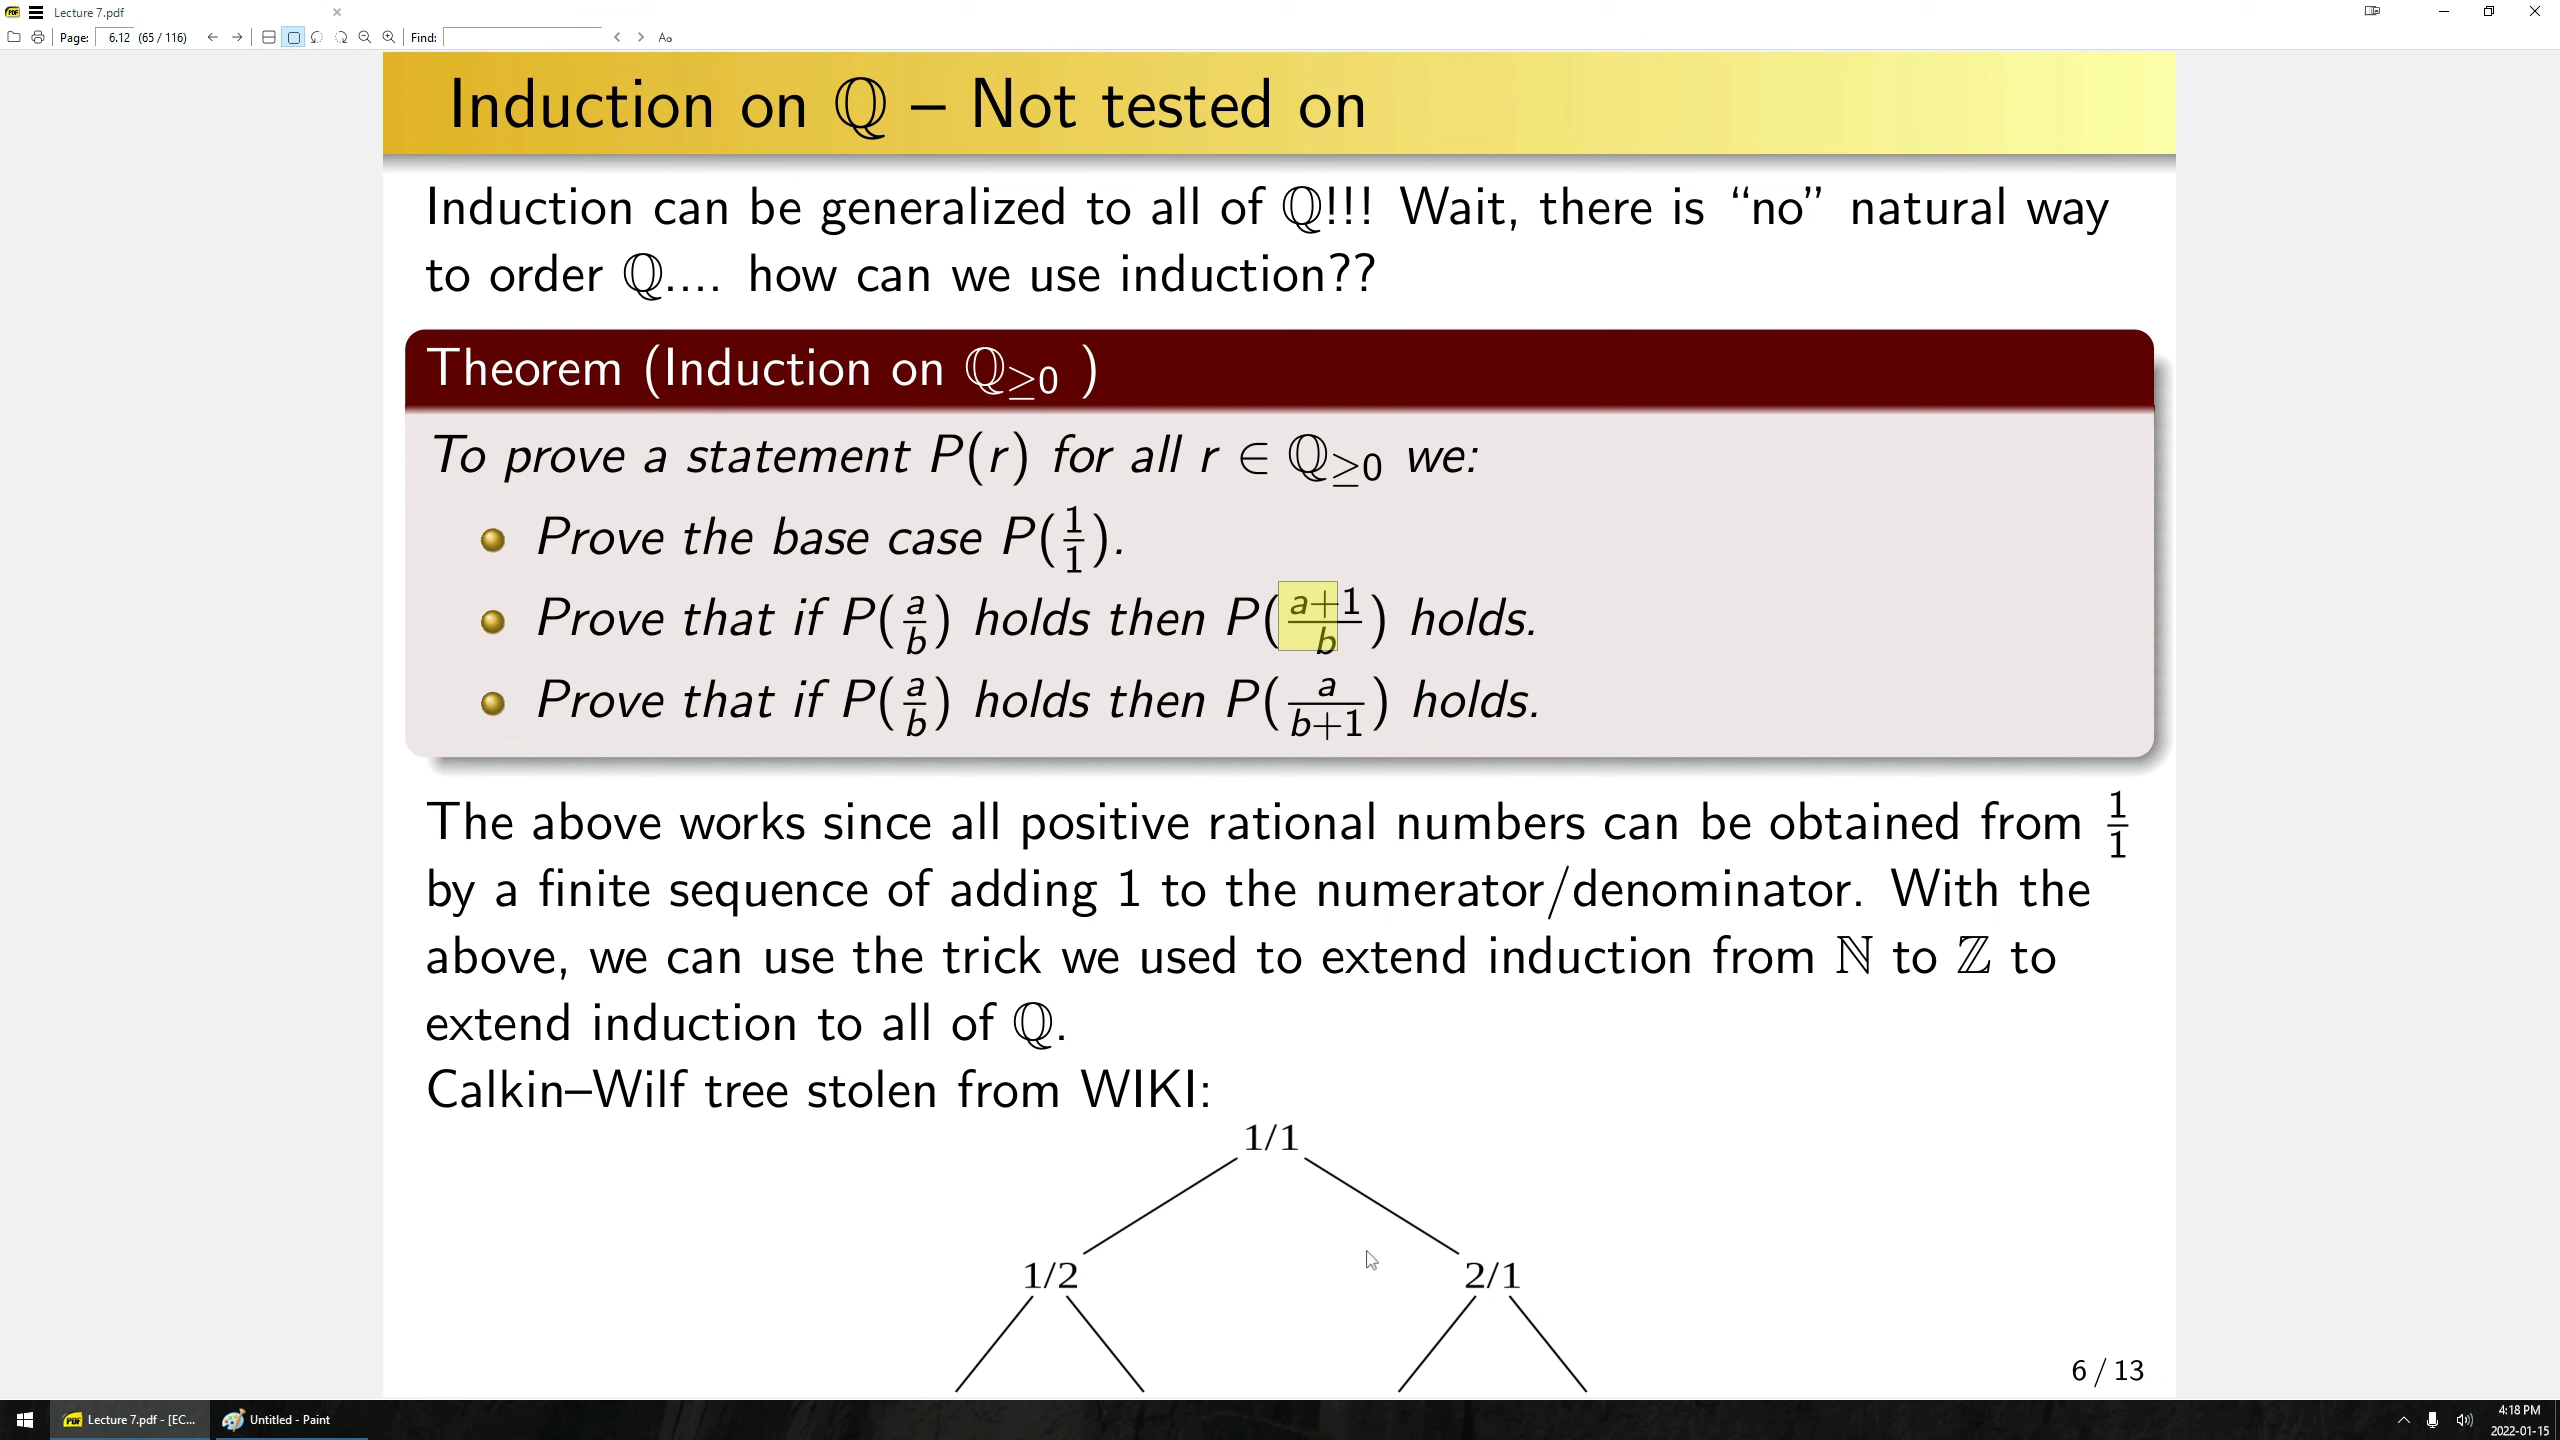 Lecture 7.pdf
Page: 6.12 (65 / 116) Find: Aa
Induction on ℚ – Not tested on
Induction can be generalized to all of ℚ!!! Wait, there is “no” natural way
to order ℚ.... how can we use induction??
Theorem (Induction on ℚ≥0 )
To prove a statement P(r) for all r ∈ ℚ≥0 we:
Prove the base case P(1/1).
Prove that if P(a/b) holds then P((a+1)/b) holds.
Prove that if P(a/b) holds then P(a/(b+1)) holds.
The above works since all positive rational numbers can be obtained from 1/1
by a finite sequence of adding 1 to the numerator/denominator. With the
above, we can use the trick we used to extend induction from ℕ to ℤ to
extend induction to all of ℚ.
Calkin–Wilf tree stolen from WIKI:
1/1
1/2 2/1
6 / 13
Lecture 7.pdf - [EC... Untitled - Paint
4:18 PM
2022-01-15